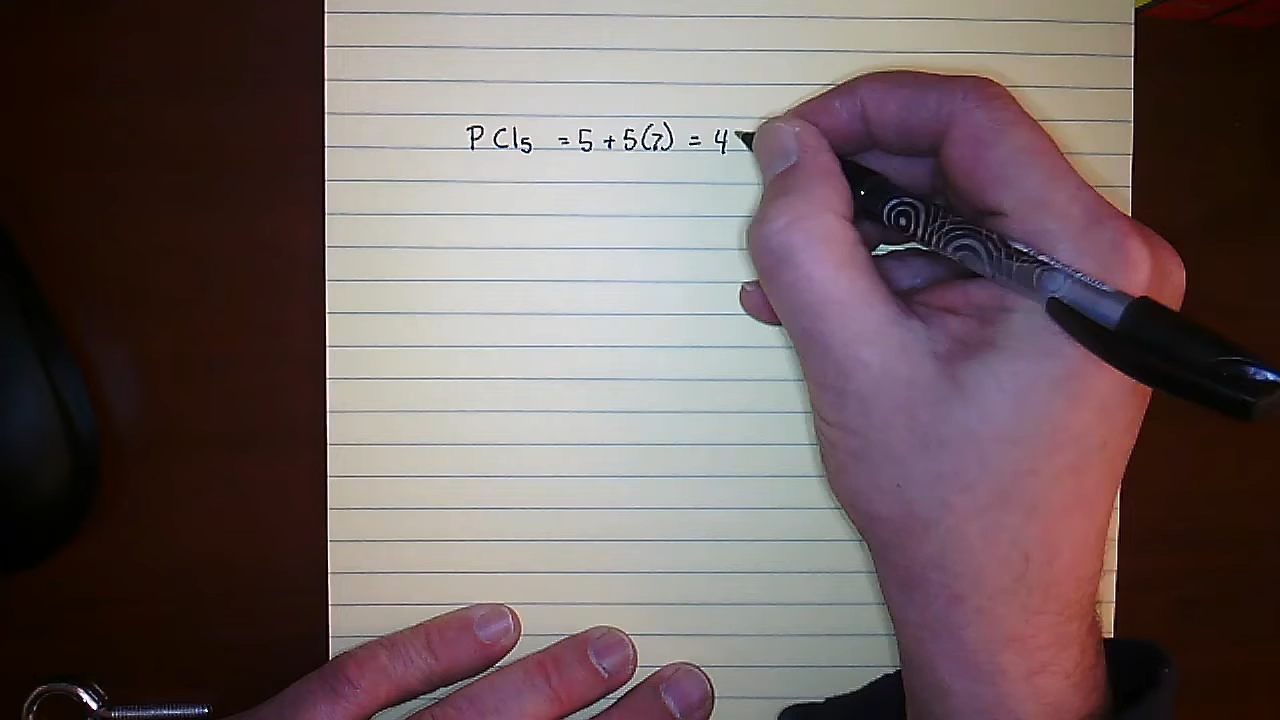 PCl5 = 5 + 5(7) = 4